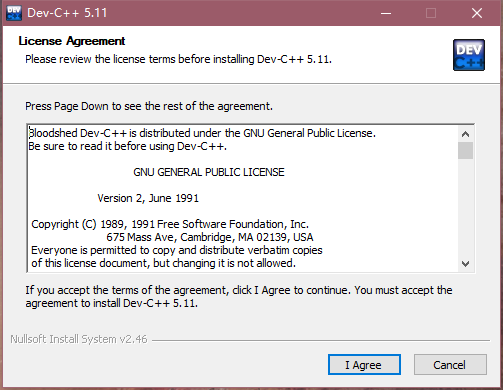 Dev-C++ 5.11
License Agreement
Please review the license terms before installing Dev-C++ 5.11.
DEV
C++
Press Page Down to see the rest of the agreement.
Bloodshed Dev-C++ is distributed under the GNU General Public License.
Be sure to read it before using Dev-C++.
GNU GENERAL PUBLIC LICENSE
Version 2, June 1991
Copyright (C) 1989, 1991 Free Software Foundation, Inc.
675 Mass Ave, Cambridge, MA 02139, USA
Everyone is permitted to copy and distribute verbatim copies
of this license document, but changing it is not allowed.
If you accept the terms of the agreement, click I Agree to continue. You must accept the
agreement to install Dev-C++ 5.11.
Nullsoft Install System v2.46
I Agree
Cancel